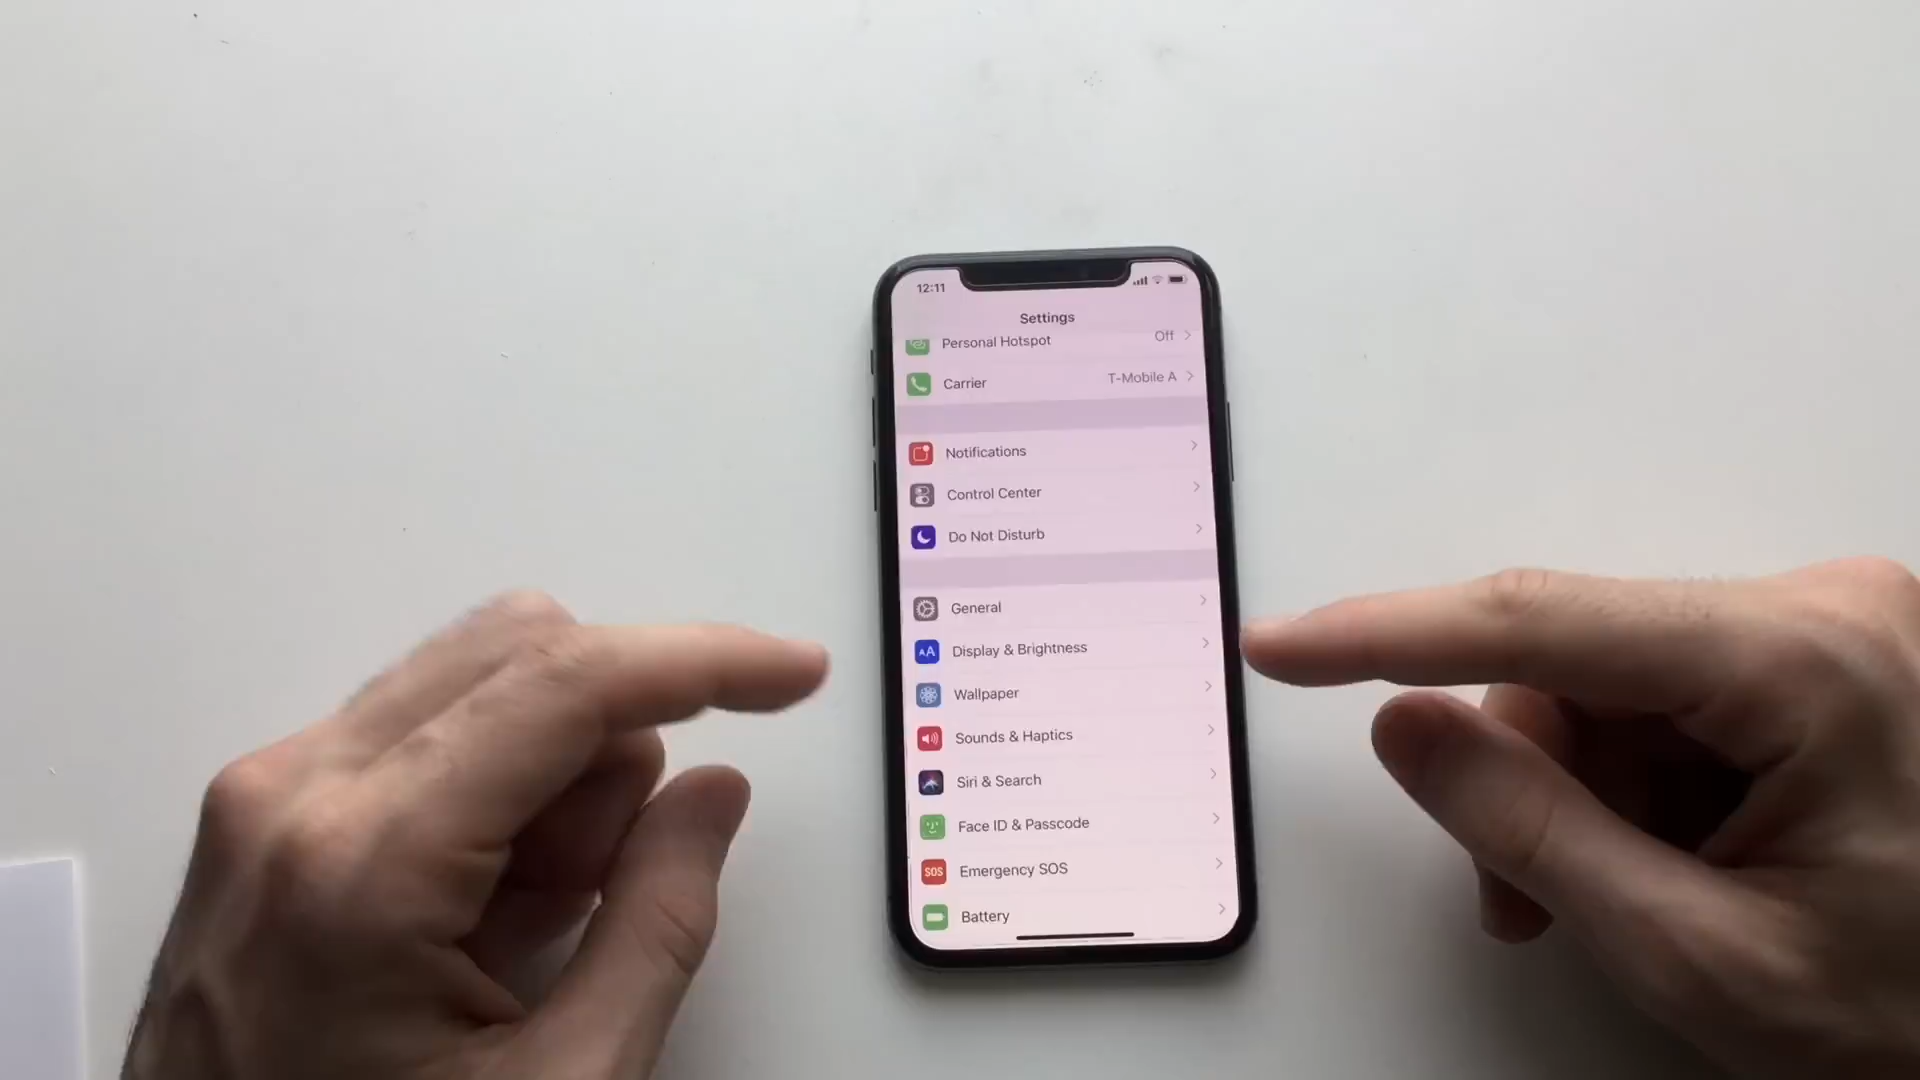 12:11
Settings
Personal Hotspot Off
Carrier T-Mobile A
Notifications
Control Center
Do Not Disturb
General
AA Display & Brightness
Wallpaper
Sounds & Haptics
Siri & Search
Face ID & Passcode
SOS Emergency SOS
Battery